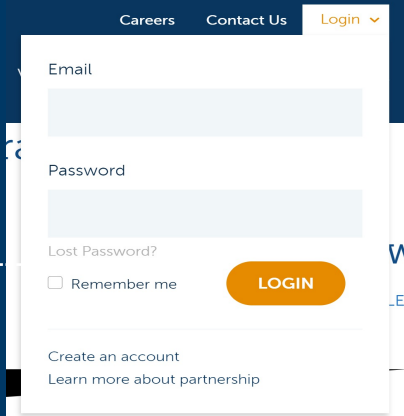 Careers Contact Us Login
Email
Password
Lost Password?
Remember me LOGIN
Create an account
Learn more about partnership